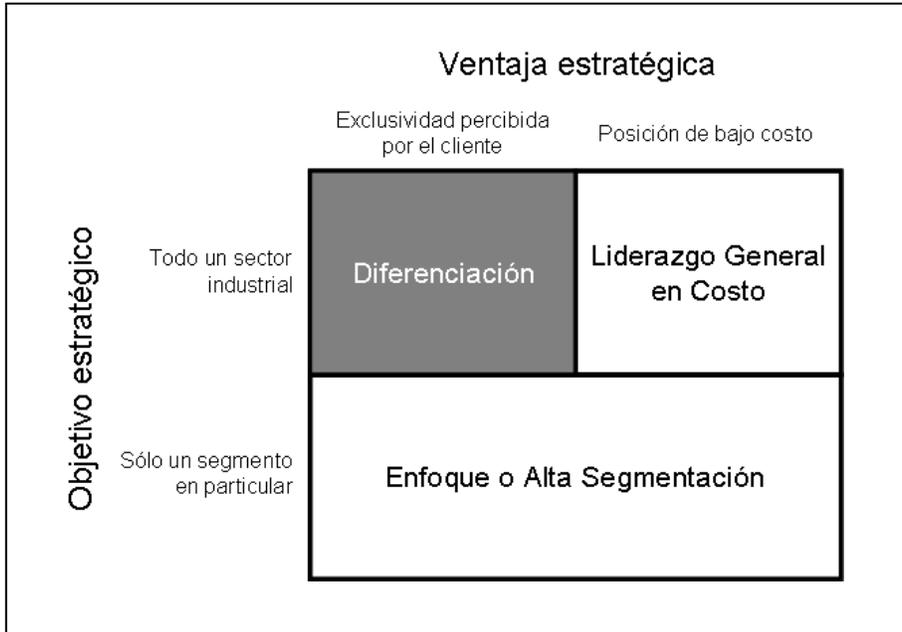 Ventaja estratégica
Exclusividad percibida
por el cliente
Posición de bajo costo
Objetivo estratégico
Todo un sector
industrial
Diferenciación
Liderazgo General
en Costo
Sólo un segmento
en particular
Enfoque o Alta Segmentación